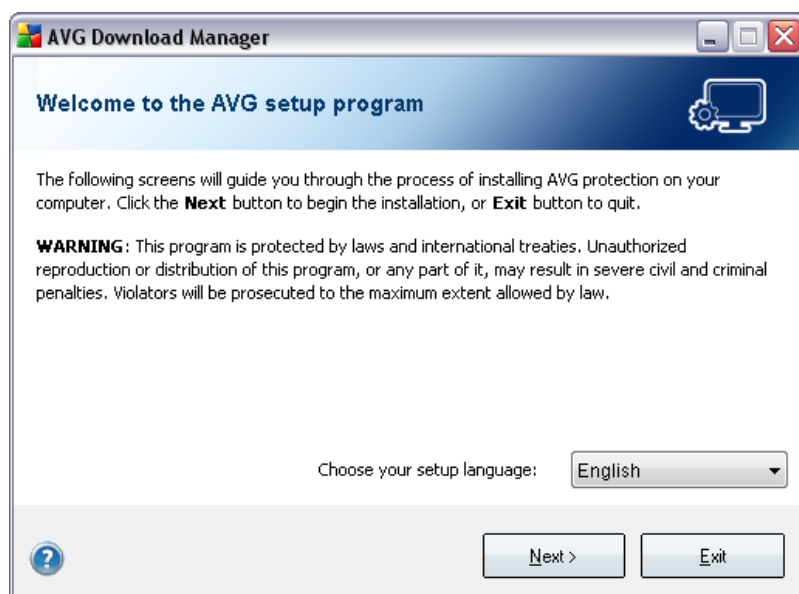 AVG Download Manager
Welcome to the AVG setup program
The following screens will guide you through the process of installing AVG protection on your
computer. Click the Next button to begin the installation, or Exit button to quit.
WARNING: This program is protected by laws and international treaties. Unauthorized
reproduction or distribution of this program, or any part of it, may result in severe civil and criminal
penalties. Violators will be prosecuted to the maximum extent allowed by law.
Choose your setup language: English
? Next > Exit